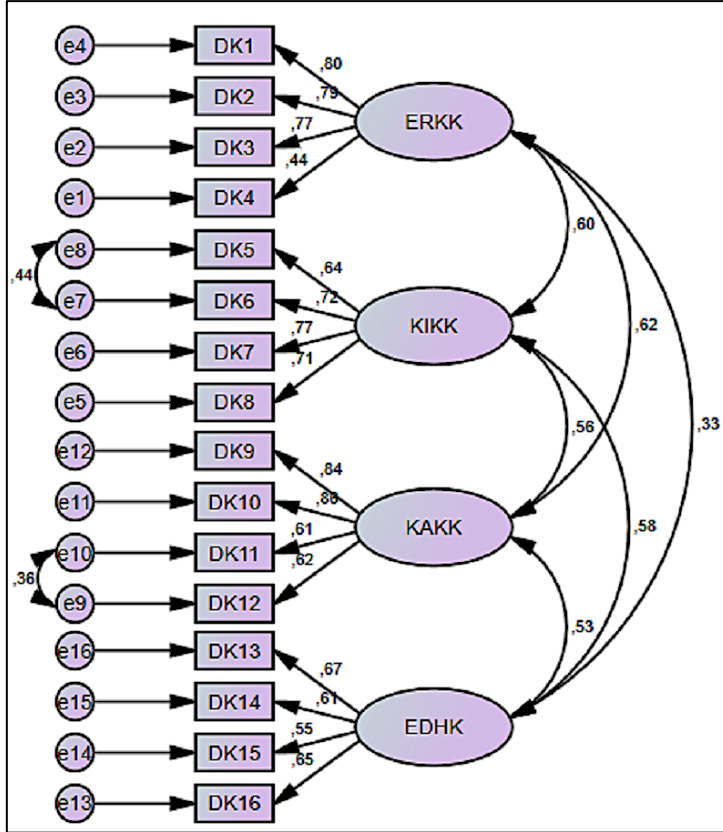 e4 DK1 ,80
e3 DK2 ,79 ERKK
e2 DK3 ,77
e1 DK4 ,44
e8 DK5 ,60
,44 e7 DK6 ,64
,72 KIKK ,62
e6 DK7 ,77
e5 DK8 ,71
,33
e12 DK9 ,56
,84
e11 DK10 ,86 KAKK ,58
e10 DK11 ,61
,36 e9 DK12 ,62
,53
e16 DK13 ,67
e15 DK14 ,61 EDHK
e14 DK15 ,55
e13 DK16 ,65